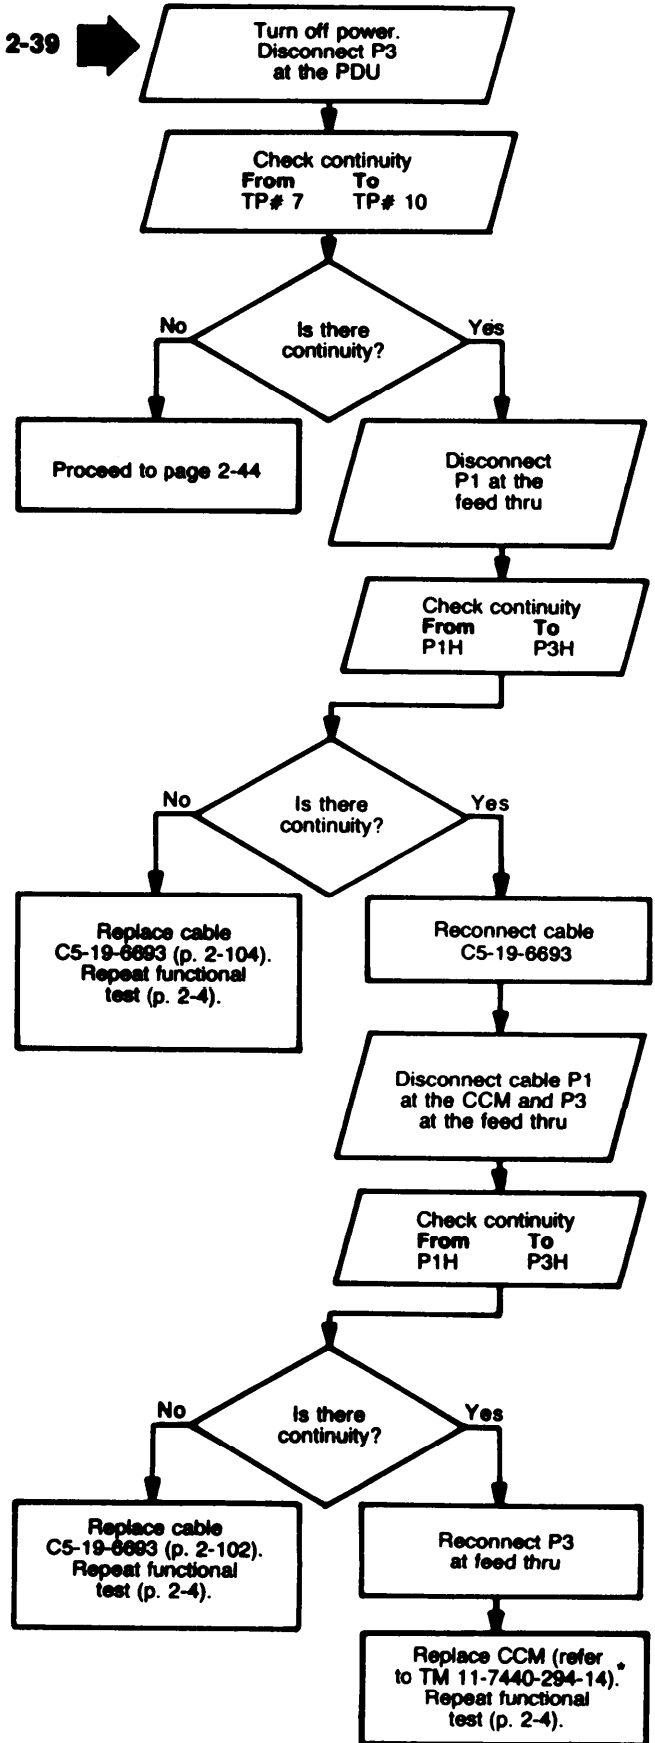 2-39
Turn off power.
Disconnect P3
at the PDU
Check continuity
From To
TP# 7 TP# 10
Is there
continuity?
No
Yes
Proceed to page 2-44
Disconnect
P1 at the
feed thru
Check continuity
From To
P1H P3H
Is there
continuity?
No
Yes
Replace cable
C5-19-6693 (p. 2-104).
Repeat functional
test (p. 2-4).
Reconnect cable
C5-19-6693
Disconnect cable P1
at the CCM and P3
at the feed thru
Check continuity
From To
P1H P3H
Is there
continuity?
No
Yes
Replace cable
C5-19-6693 (p. 2-102).
Repeat functional
test (p. 2-4).
Reconnect P3
at feed thru
Replace CCM (refer
to TM 11-7440-294-14).*
Repeat functional
test (p. 2-4).